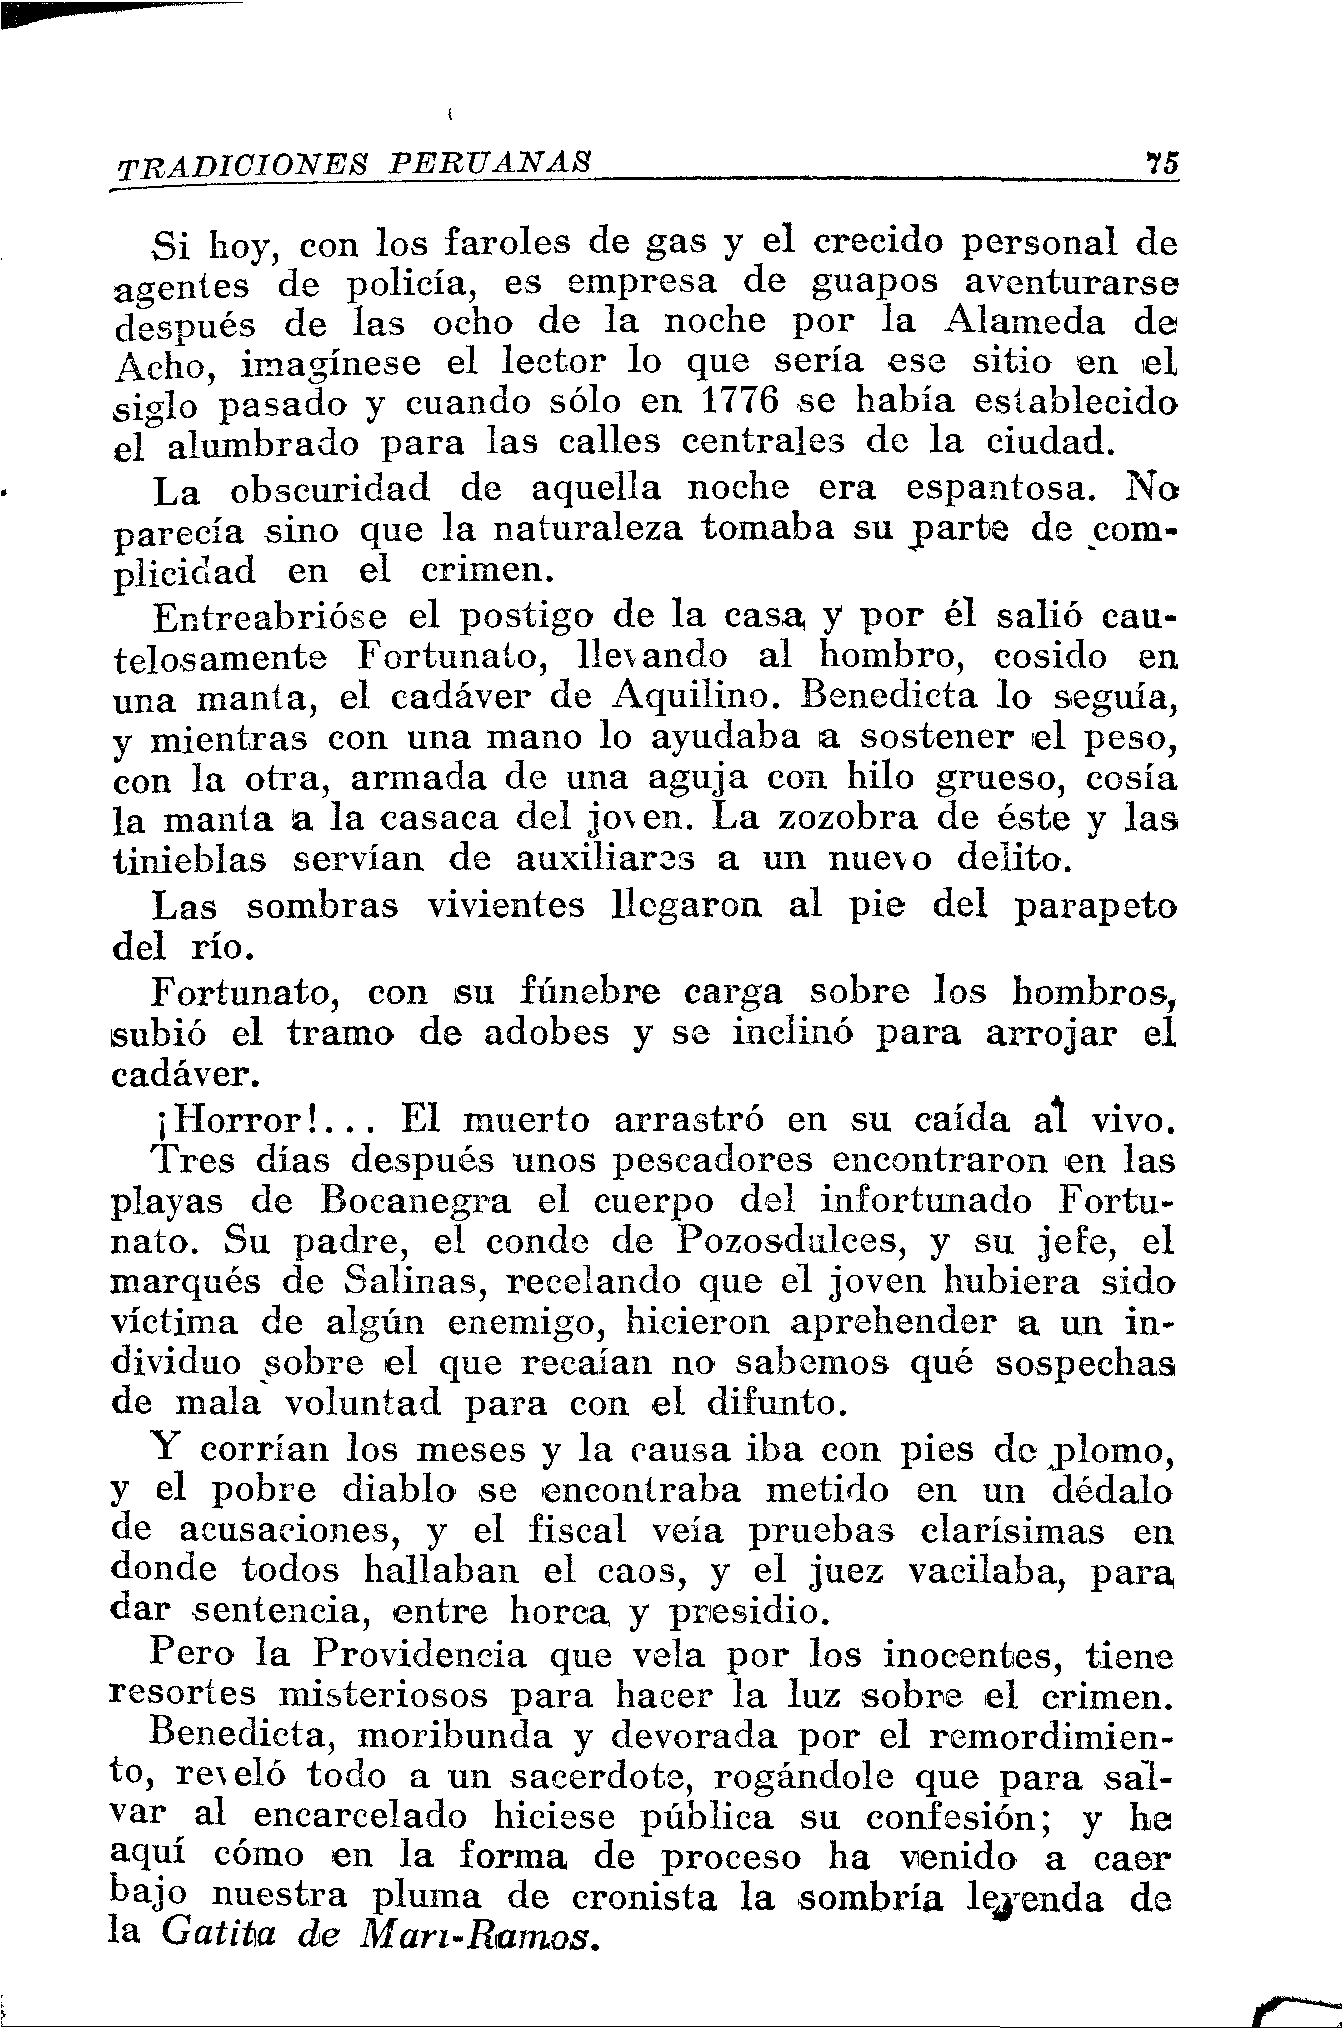 TRADICIONES PERUANAS 75
Si hoy, con los faroles de gas y el crecido personal de
agentes de policía, es empresa de guapos aventurarse
después de las ocho de la noche por la Alameda de
Acho, imagínese el lector lo que sería ese sitio en el
siglo pasado y cuando sólo en 1776 se había establecido
el alumbrado para las calles centrales de la ciudad.
La obscuridad de aquella noche era espantosa. No
parecía sino que la naturaleza tomaba su parte de com-
plicidad en el crimen.
Entreabrióse el postigo de la casa y por él salió cau-
telosamente Fortunato, llevando al hombro, cosido en
una manta, el cadáver de Aquilino. Benedicta lo seguía,
y mientras con una mano lo ayudaba a sostener el peso,
con la otra, armada de una aguja con hilo grueso, cosía
la manta a la casaca del joven. La zozobra de éste y las
tinieblas servían de auxiliares a un nuevo delito.
Las sombras vivientes llegaron al pie del parapeto
del río.
Fortunato, con su fúnebre carga sobre los hombros,
subió el tramo de adobes y se inclinó para arrojar el
cadáver.
¡Horror!... El muerto arrastró en su caída al vivo.
Tres días después unos pescadores encontraron en las
playas de Bocanegra el cuerpo del infortunado Fortu-
nato. Su padre, el conde de Pozosdulces, y su jefe, el
marqués de Salinas, recelando que el joven hubiera sido
víctima de algún enemigo, hicieron aprehender a un in-
dividuo sobre el que recaían no sabemos qué sospechas
de mala voluntad para con el difunto.
Y corrían los meses y la causa iba con pies de plomo,
y el pobre diablo se encontraba metido en un dédalo
de acusaciones, y el fiscal veía pruebas clarísimas en
donde todos hallaban el caos, y el juez vacilaba, para
dar sentencia, entre horca y presidio.
Pero la Providencia que vela por los inocentes, tiene
resortes misteriosos para hacer la luz sobre el crimen.
Benedicta, moribunda y devorada por el remordimien-
to, reveló todo a un sacerdote, rogándole que para sal-
var al encarcelado hiciese pública su confesión; y he
aquí cómo en la forma de proceso ha venido a caer
bajo nuestra pluma de cronista la sombría leyenda de
la Gatita de Mari-Ramos.